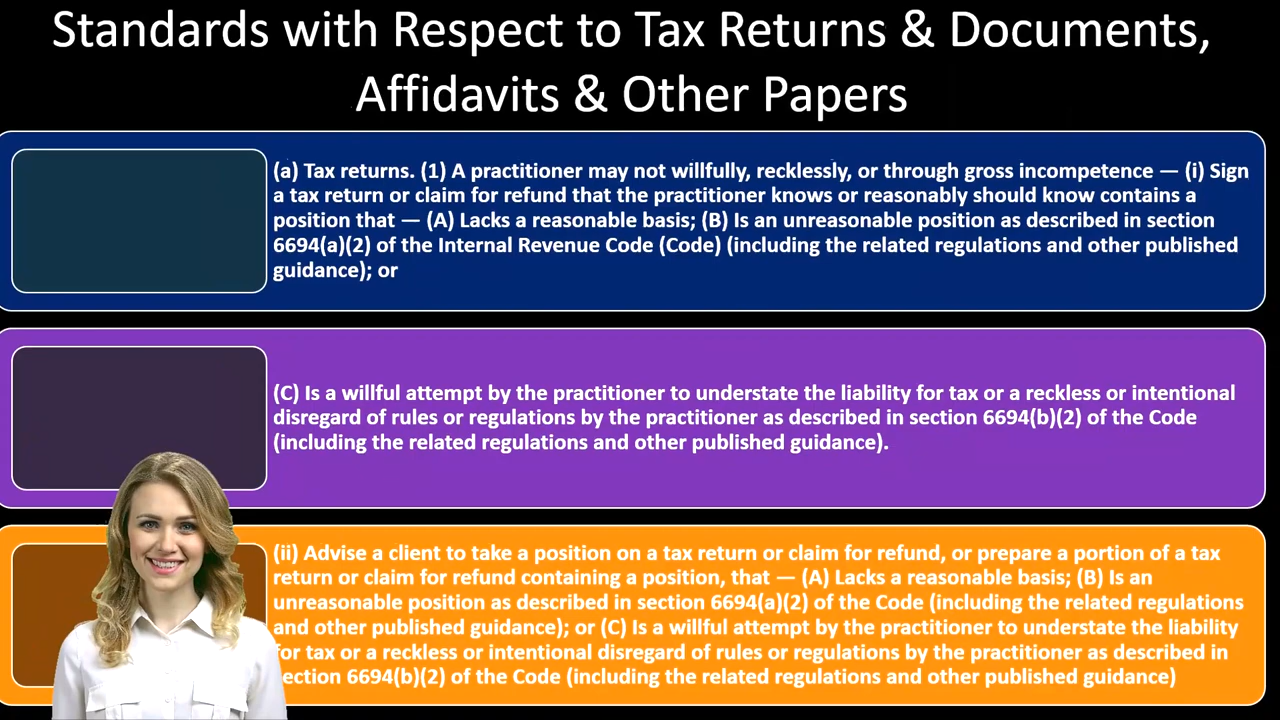 Standards with Respect to Tax Returns & Documents,
Affidavits & Other Papers
(a) Tax returns. (1) A practitioner may not willfully, recklessly, or through gross incompetence — (i) Sign
a tax return or claim for refund that the practitioner knows or reasonably should know contains a
position that — (A) Lacks a reasonable basis; (B) Is an unreasonable position as described in section
6694(a)(2) of the Internal Revenue Code (Code) (including the related regulations and other published
guidance); or
(C) Is a willful attempt by the practitioner to understate the liability for tax or a reckless or intentional
disregard of rules or regulations by the practitioner as described in section 6694(b)(2) of the Code
(including the related regulations and other published guidance).
(ii) Advise a client to take a position on a tax return or claim for refund, or prepare a portion of a tax
return or claim for refund containing a position, that — (A) Lacks a reasonable basis; (B) Is an
unreasonable position as described in section 6694(a)(2) of the Code (including the related regulations
and other published guidance); or (C) Is a willful attempt by the practitioner to understate the liability
for tax or a reckless or intentional disregard of rules or regulations by the practitioner as described in
section 6694(b)(2) of the Code (including the related regulations and other published guidance)